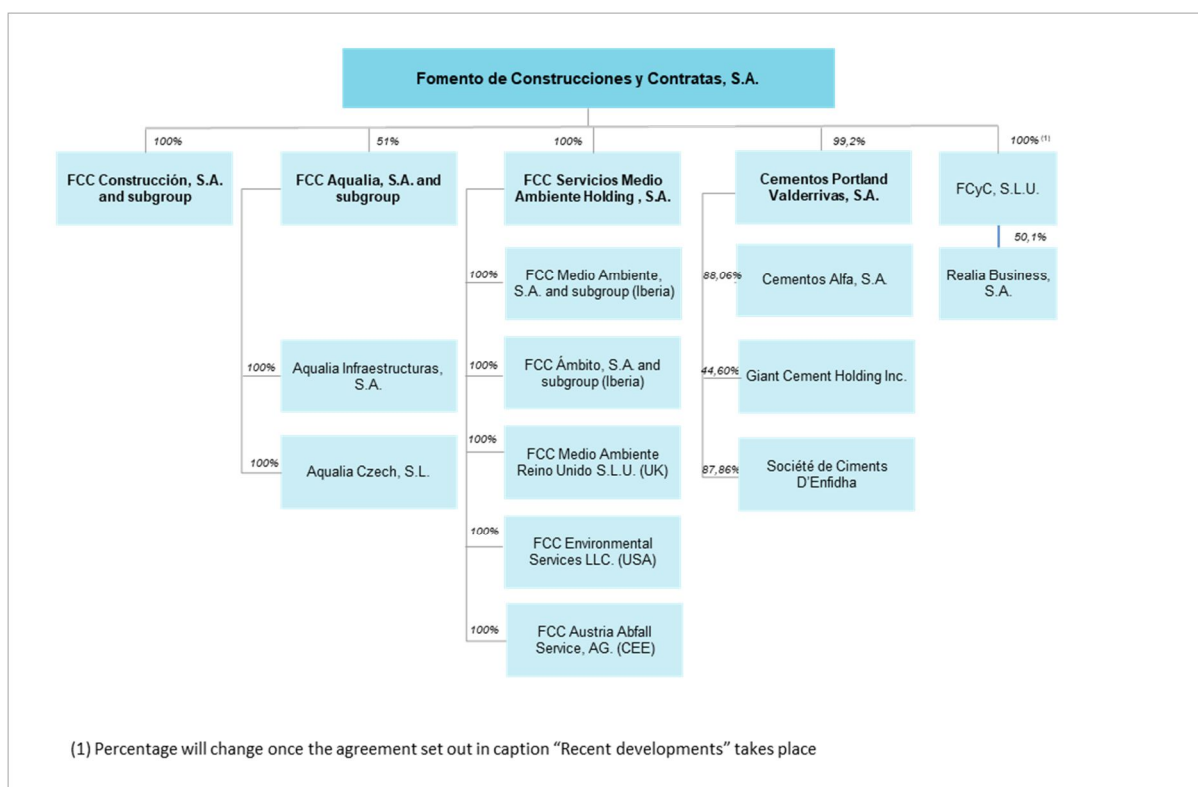 Fomento de Construcciones y Contratas, S.A.
100%
51%
100%
99,2%
100% (1)
FCC Construcción, S.A.
and subgroup
FCC Aqualia, S.A. and
subgroup
FCC Servicios Medio
Ambiente Holding , S.A.
Cementos Portland
Valderrivas, S.A.
FCyC, S.L.U.
50,1%
Realia Business,
S.A.
100%
Aqualia Infraestructuras,
S.A.
100%
Aqualia Czech, S.L.
100%
FCC Medio Ambiente,
S.A. and subgroup (Iberia)
100%
FCC Ámbito, S.A. and
subgroup (Iberia)
100%
FCC Medio Ambiente
Reino Unido S.L.U. (UK)
100%
FCC Environmental
Services LLC. (USA)
100%
FCC Austria Abfall
Service, AG. (CEE)
88,06%
Cementos Alfa, S.A.
44,60%
Giant Cement Holding Inc.
87,86%
Société de Ciments
D'Enfidha
(1) Percentage will change once the agreement set out in caption “Recent developments” takes place